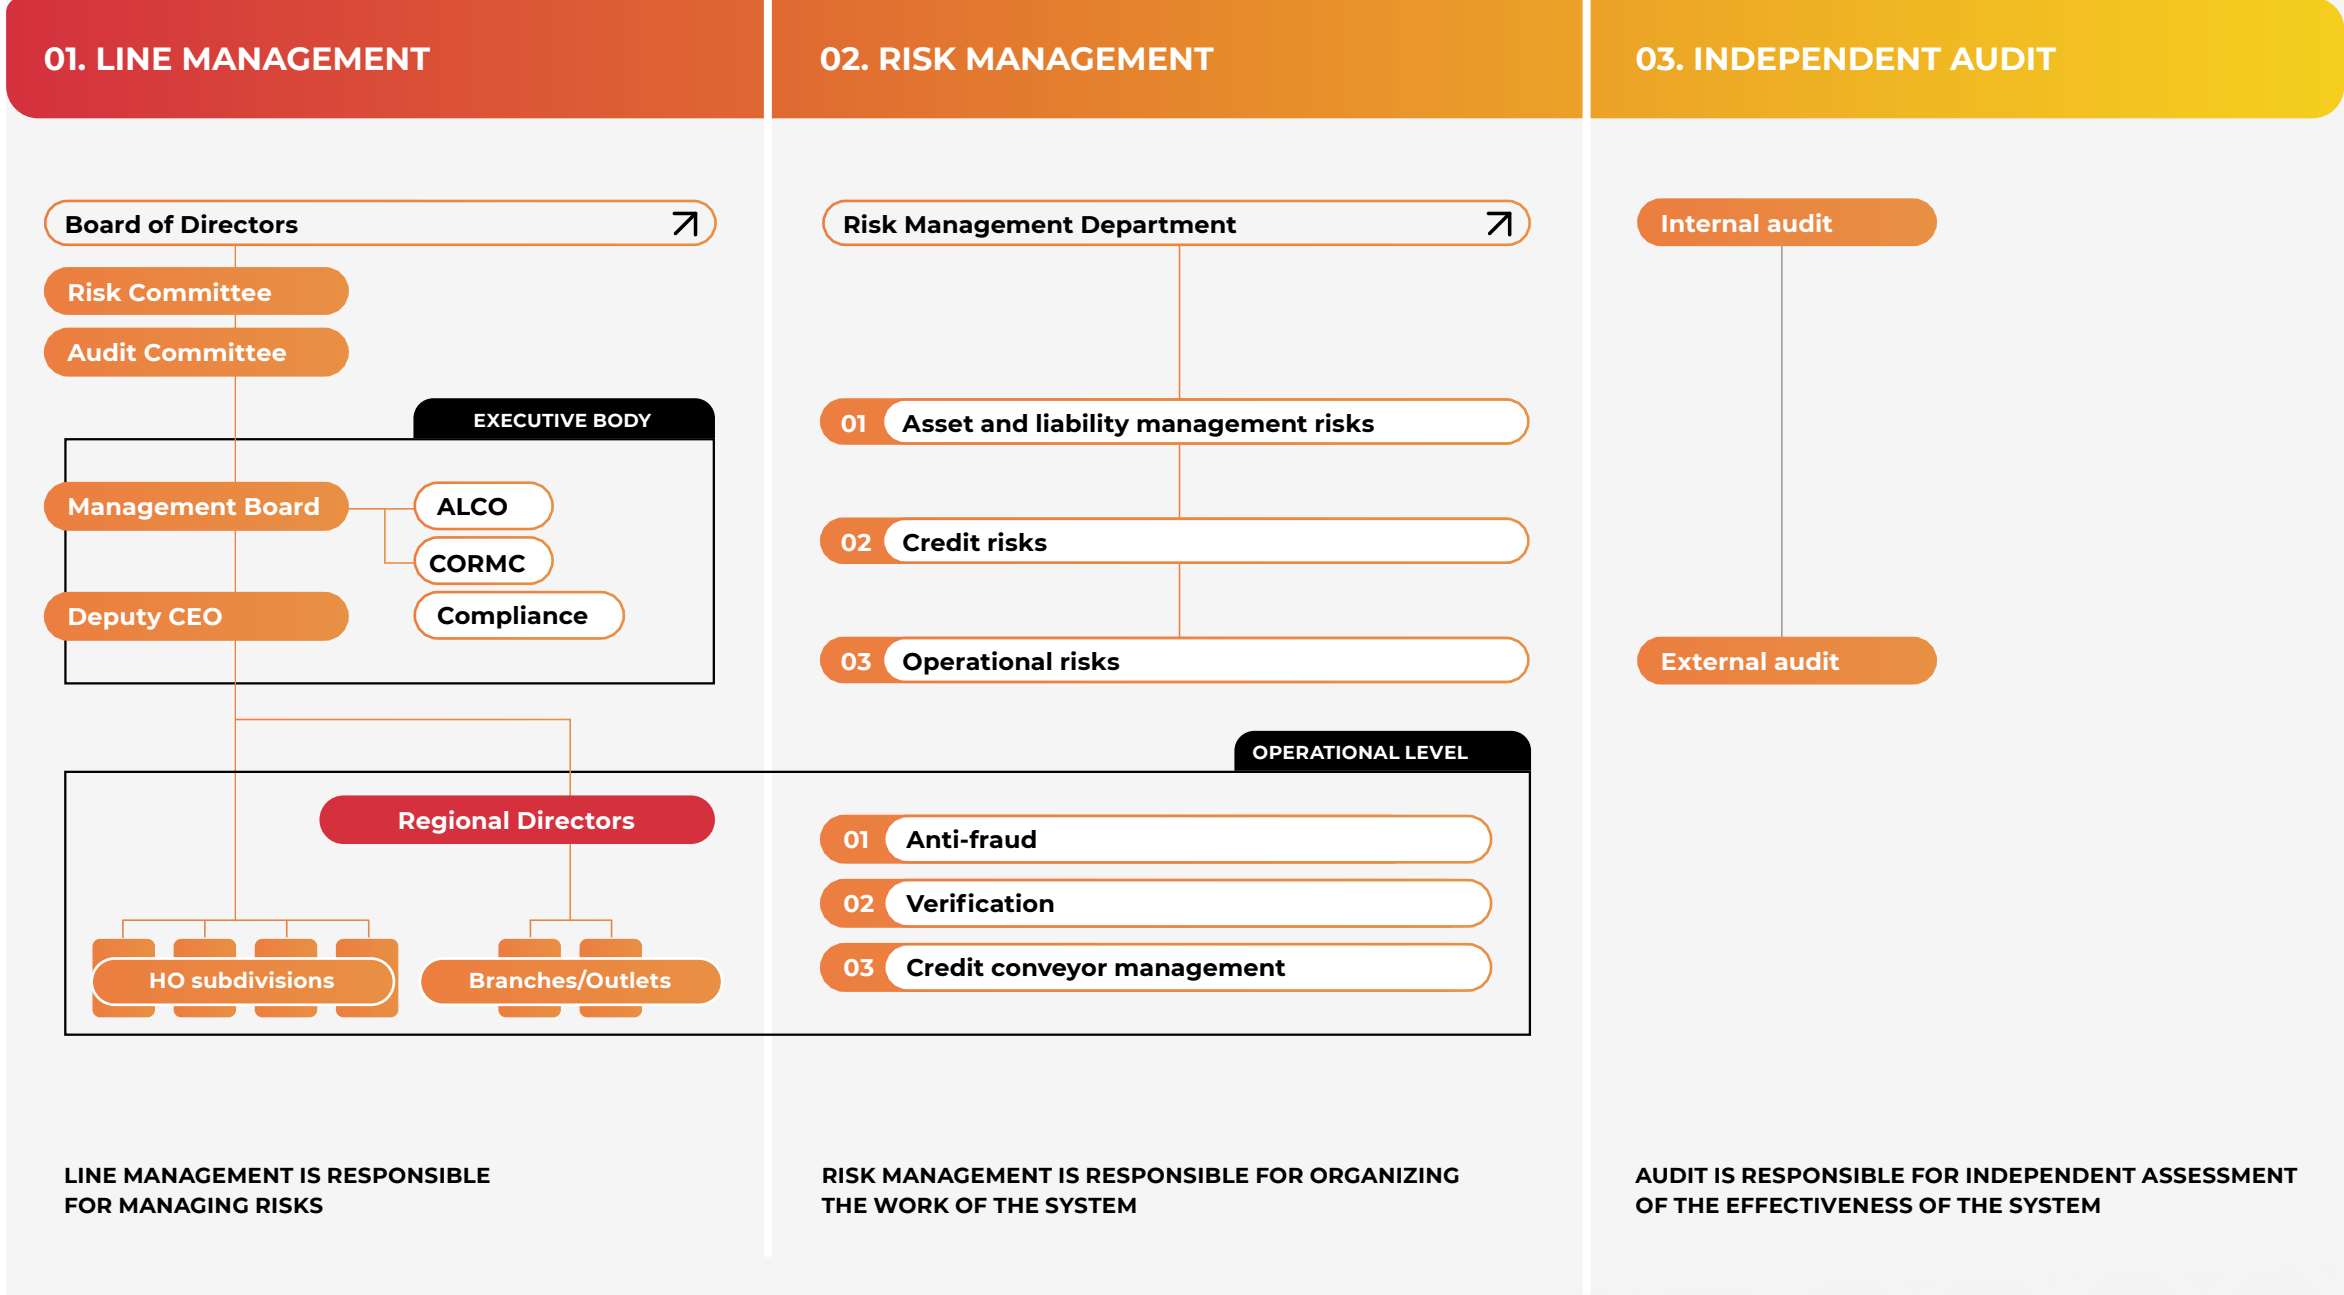 01. LINE MANAGEMENT
Board of Directors
Risk Committee
Audit Committee
EXECUTIVE BODY
Management Board
ALCO
CORMC
Deputy CEO
Compliance
Regional Directors
HO subdivisions
Branches/Outlets
LINE MANAGEMENT IS RESPONSIBLE
FOR MANAGING RISKS
02. RISK MANAGEMENT
Risk Management Department
01 Asset and liability management risks
02 Credit risks
03 Operational risks
OPERATIONAL LEVEL
01 Anti-fraud
02 Verification
03 Credit conveyor management
RISK MANAGEMENT IS RESPONSIBLE FOR ORGANIZING
THE WORK OF THE SYSTEM
03. INDEPENDENT AUDIT
Internal audit
External audit
AUDIT IS RESPONSIBLE FOR INDEPENDENT ASSESSMENT
OF THE EFFECTIVENESS OF THE SYSTEM